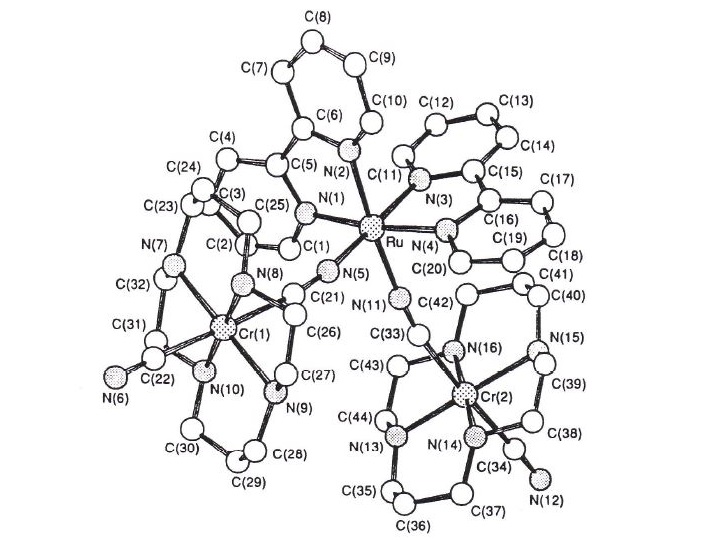 C(8)
C(7)
C(9)
C(6)
C(10)
C(12)
C(13)
C(4)
C(14)
C(24)
C(5)
N(2)
C(11)
C(15)
C(3)
N(1)
N(3)
C(17)
C(23)
C(25)
C(16)
C(2)
C(1)
Ru
N(4)
C(19)
C(18)
N(7)
N(8)
N(5)
C(20)
C(41)
C(32)
C(21)
N(11)
C(42)
C(40)
C(31)
Cr(1)
C(26)
C(33)
N(15)
N(16)
C(43)
C(22)
N(10)
C(27)
C(39)
N(6)
N(9)
Cr(2)
C(44)
C(38)
C(30)
N(13)
N(14)
C(28)
C(34)
C(29)
C(35)
N(12)
C(37)
C(36)